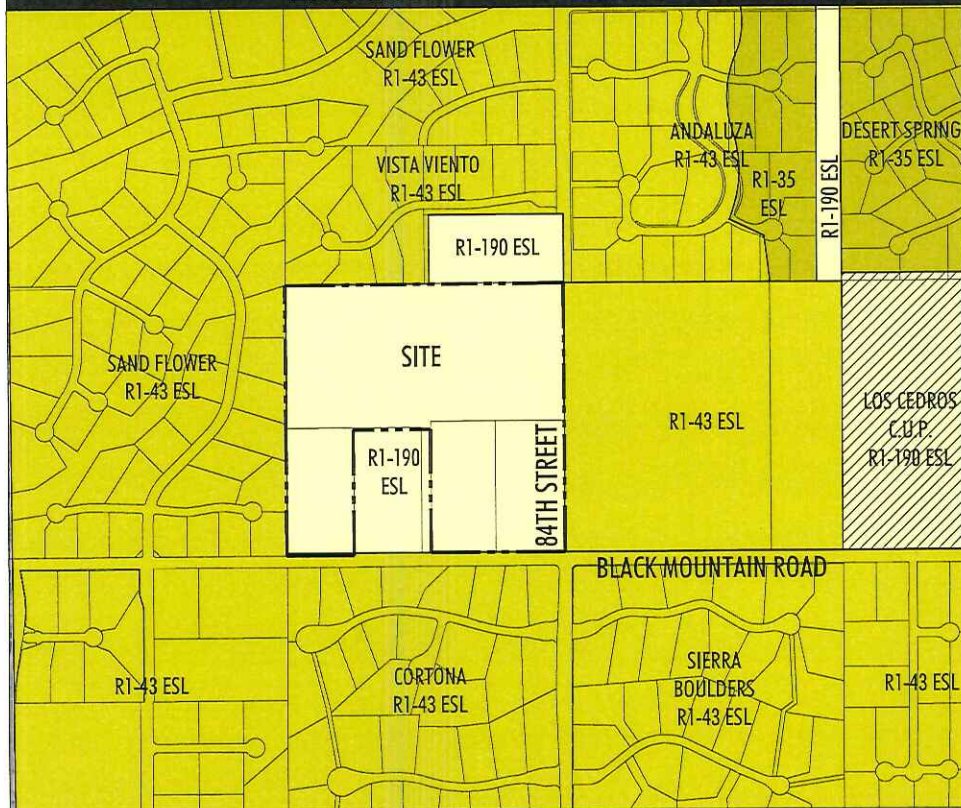 SAND FLOWER
R1-43 ESL
ANDALUZA
R1-43 ESL
R1-35
ESL
R1-190 ESL
DESERT SPRING
R1-35 ESL
VISTA VIENTO
R1-43 ESL
R1-190 ESL
SITE
SAND FLOWER
R1-43 ESL
R1-190
ESL
84TH STREET
R1-43 ESL
LOS CEDROS
C.U.P.
R1-190 ESL
BLACK MOUNTAIN ROAD
R1-43 ESL
CORTONA
R1-43 ESL
SIERRA
BOULDERS
R1-43 ESL
R1-43 ESL